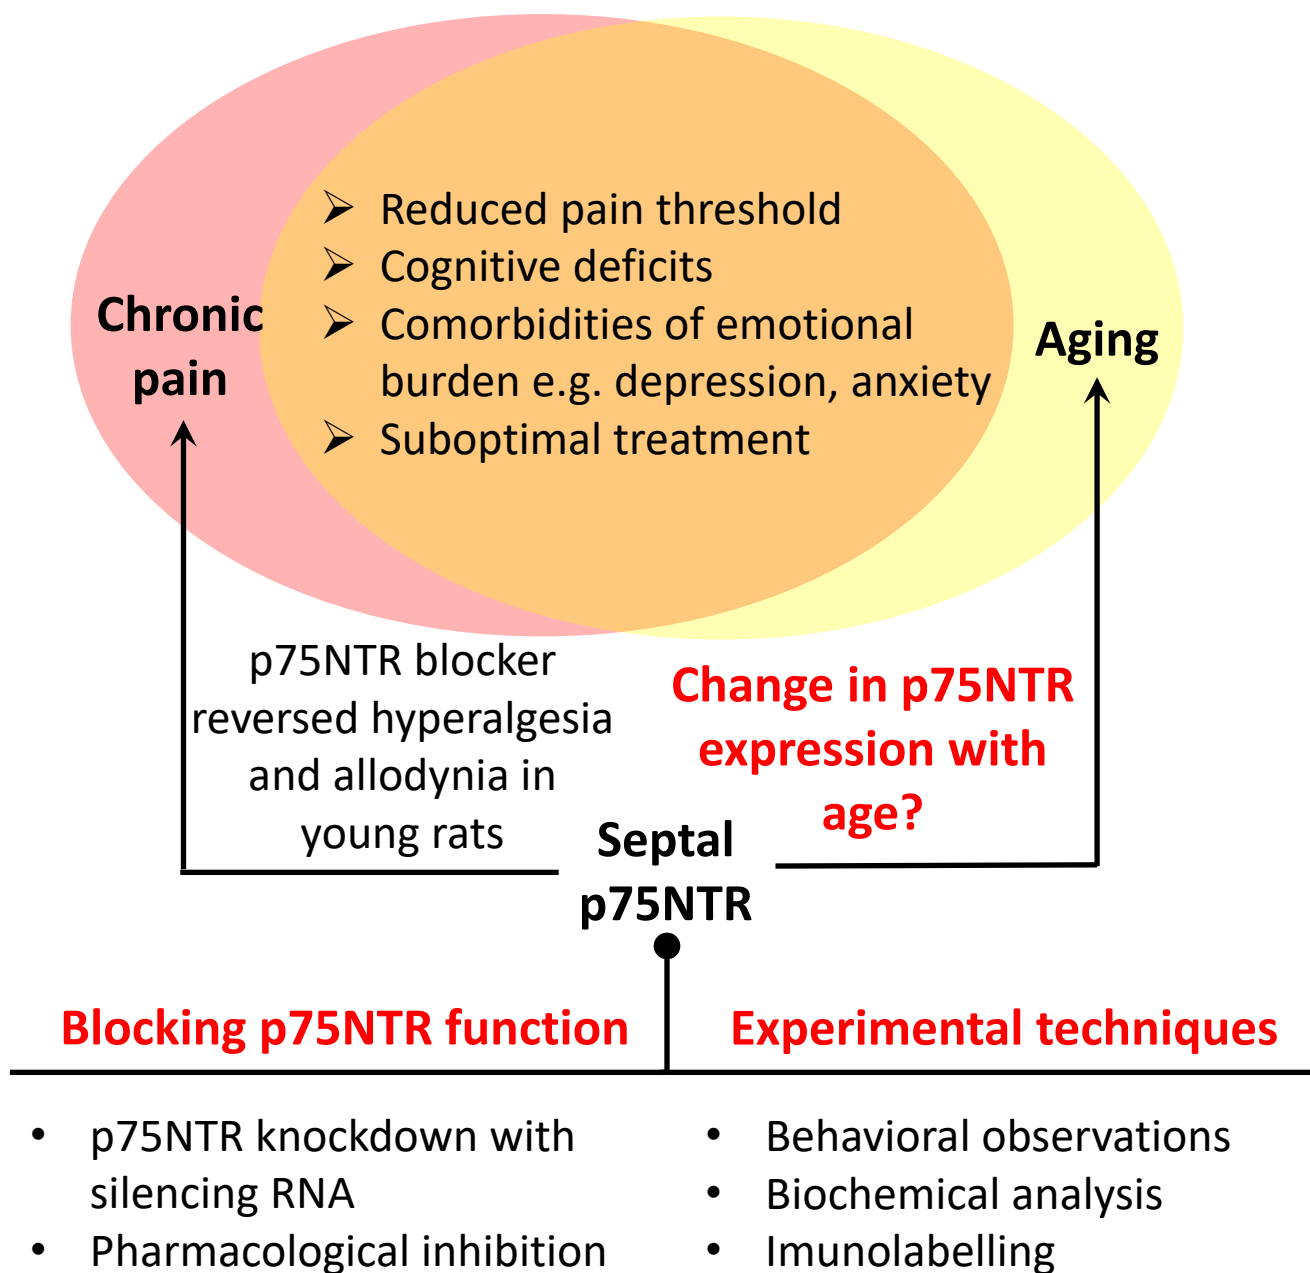 ➢ Reduced pain threshold
➢ Cognitive deficits
➢ Comorbidities of emotional
burden e.g. depression, anxiety
➢ Suboptimal treatment
Chronic
pain
Aging
p75NTR blocker
reversed hyperalgesia
and allodynia in
young rats
Change in p75NTR
expression with
age?
Septal
p75NTR
Blocking p75NTR function
• p75NTR knockdown with
silencing RNA
• Pharmacological inhibition
Experimental techniques
• Behavioral observations
• Biochemical analysis
• Imunolabelling